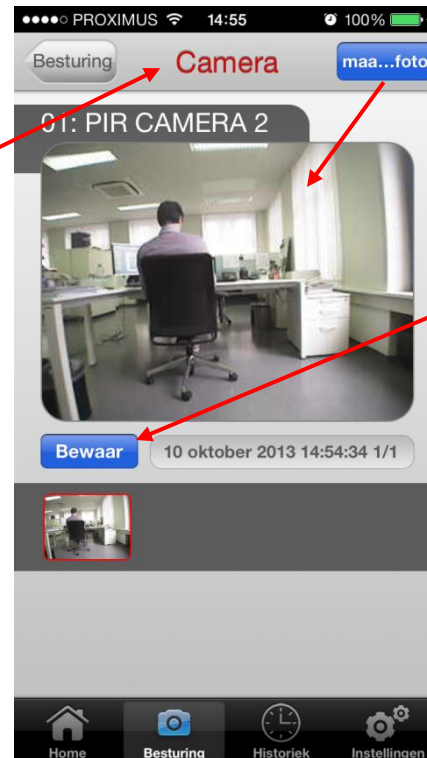 PROXIMUS 14:55 100%
Besturing Camera maa...foto
01: PIR CAMERA 2
Bewaar 10 oktober 2013 14:54:34 1/1
Home Besturing Historiek Instellingen